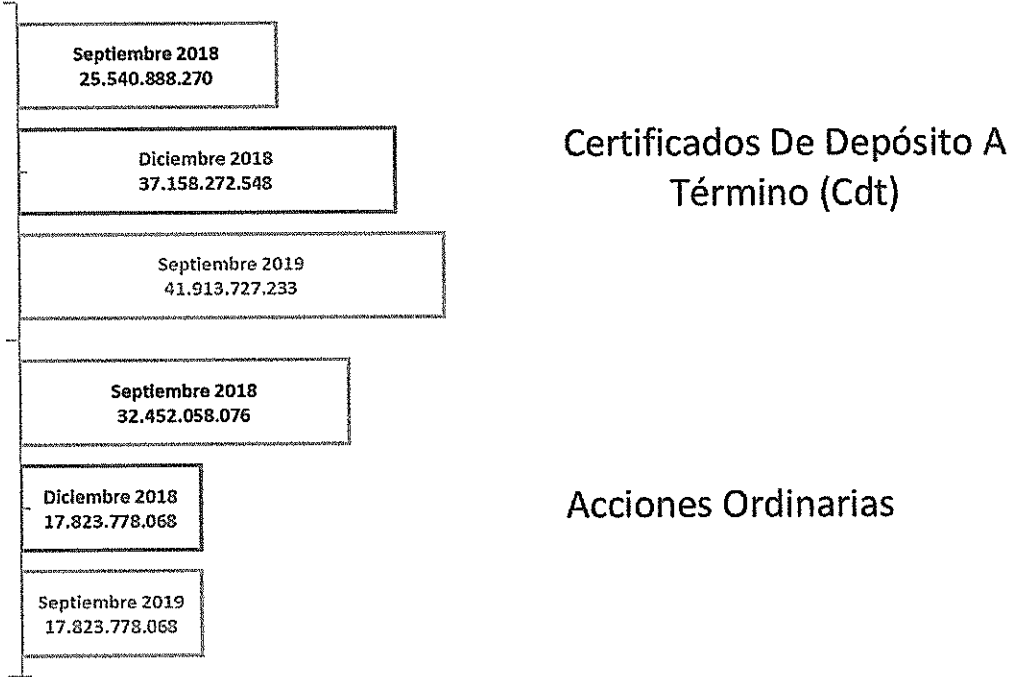 Septiembre 2018
25.540.888.270
Diciembre 2018
37.158.272.548
Septiembre 2019
41.913.727.233
Certificados De Depósito A
Término (Cdt)
Septiembre 2018
32.452.058.076
Diciembre 2018
17.823.778.068
Septiembre 2019
17.823.778.068
Acciones Ordinarias